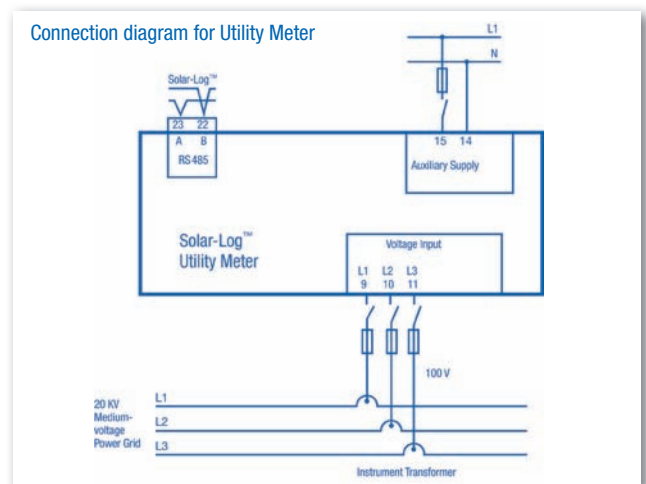 Connection diagram for Utility Meter
L1
N
Solar-Log™
23 22
A B
RS485
15 14
Auxiliary Supply
Solar-Log™
Utility Meter
Voltage Input
L1 L2 L3
9 10 11
100 V
20 KV
Medium-
voltage
Power Grid
L1
L2
L3
Instrument Transformer